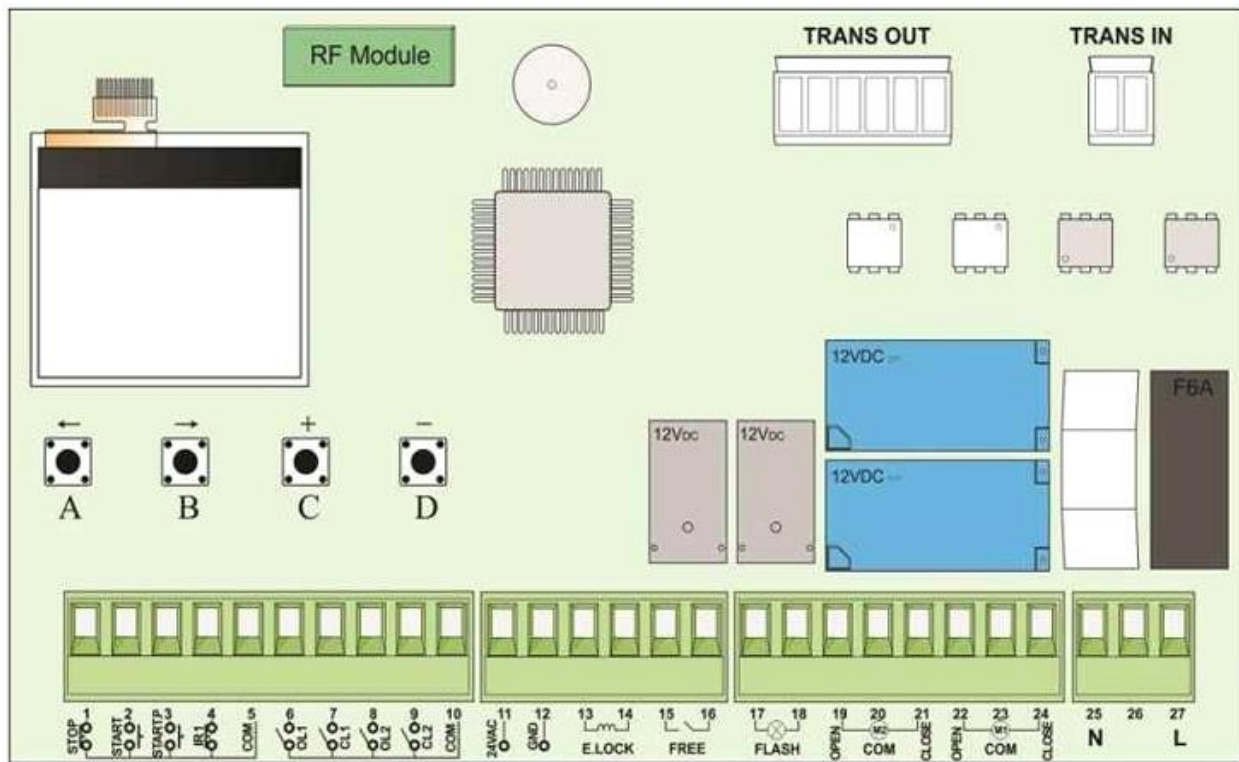 RF Module
TRANS OUT
TRANS IN
12VDC
F6A
12VDC
12VDC
12VDC
← → + −
A B C D
1 2 3 4 5 6 7 8 9 10 11 12 13 14 15 16 17 18 19 20 21 22 23 24 25 26 27
STOP
START
START.P
IR1
COM
OL1
CL1
OL2
CL2
COM
24VAC
GND
E.LOCK
FREE
FLASH
OPEN
M2
COM
CLOSE
OPEN
M1
COM
CLOSE
N
L